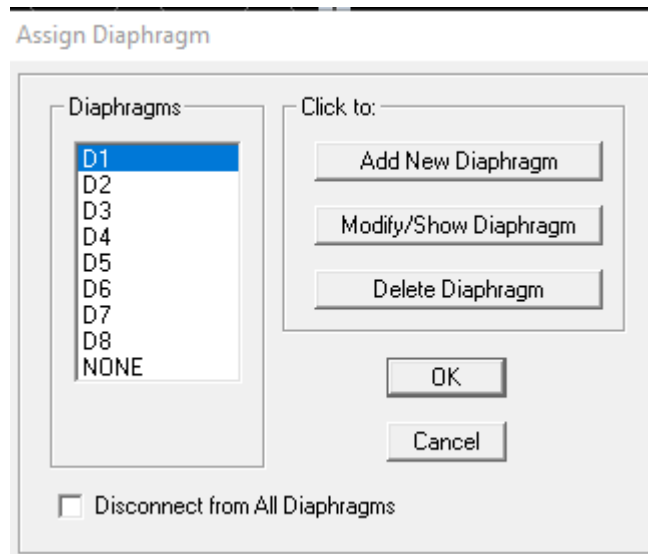 Assign Diaphragm
Diaphragms
D1
D2
D3
D4
D5
D6
D7
D8
NONE
Click to:
Add New Diaphragm
Modify/Show Diaphragm
Delete Diaphragm
OK
Cancel
Disconnect from All Diaphragms